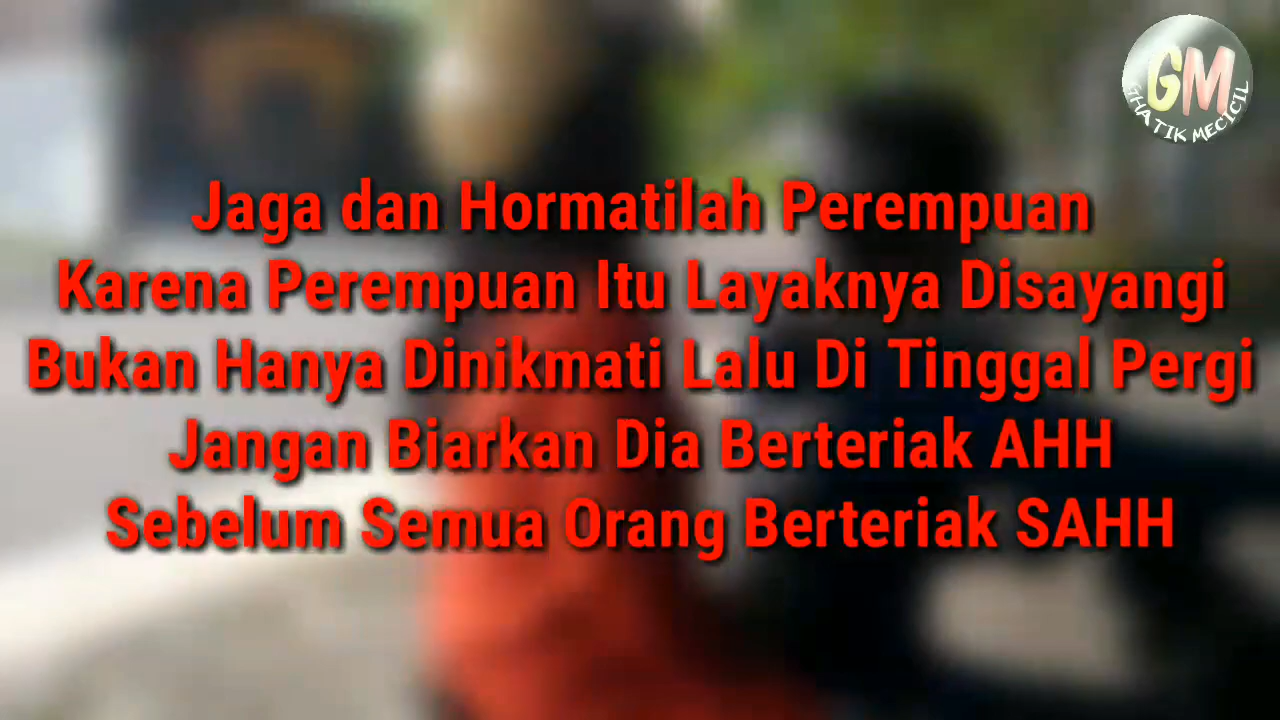 GM
GHATIK MECICIL
Jaga dan Hormatilah Perempuan
Karena Perempuan Itu Layaknya Disayangi
Bukan Hanya Dinikmati Lalu Di Tinggal Pergi
Jangan Biarkan Dia Berteriak AHH
Sebelum Semua Orang Berteriak SAHH